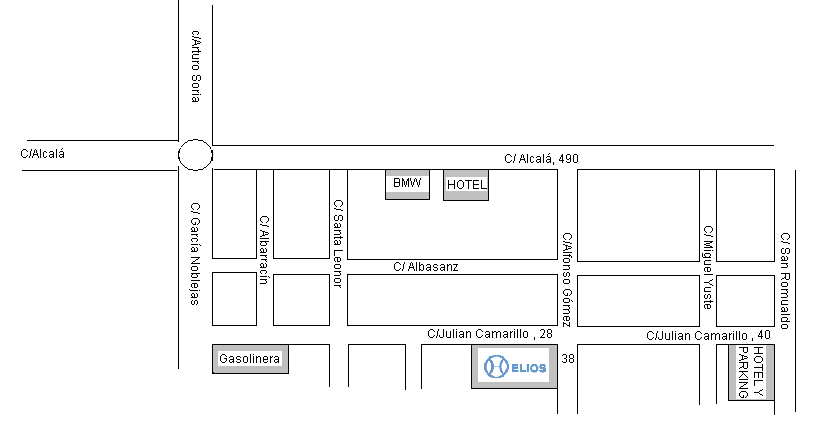 c/Arturo Soria
C/Alcalá
C/ Alcalá, 490
BMW
HOTEL
C/ García Noblejas
C/ Albarracín
C/ Santa Leonor
C/Alfonso Gómez
C/ Miguel Yuste
C/ San Romualdo
C/ Albasanz
C/Julian Camarillo , 28
C/Julian Camarillo , 40
Gasolinera
ELIOS
38
HOTEL Y
PARKING